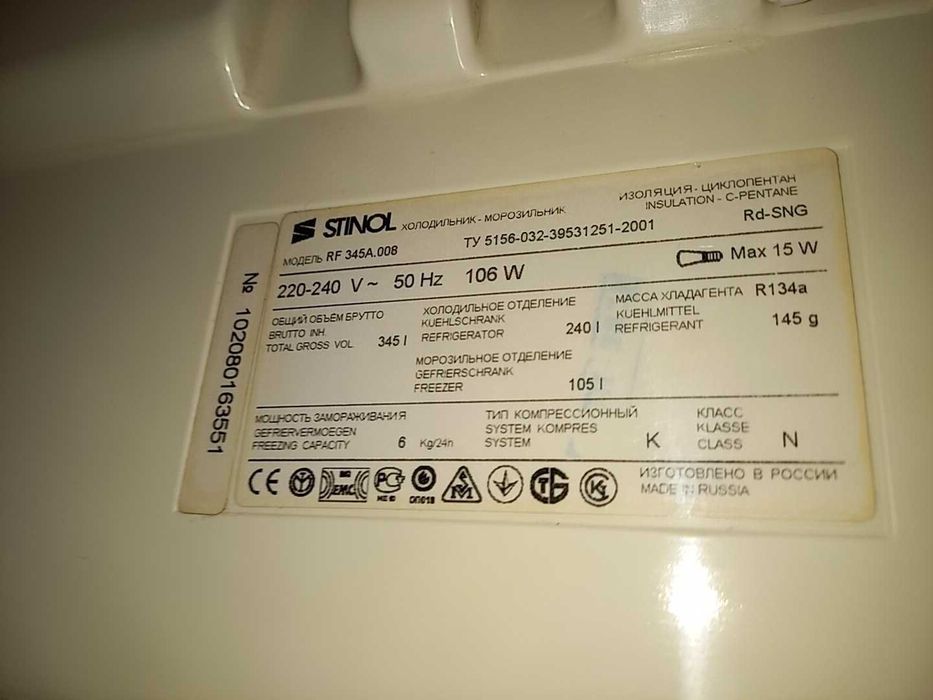 STINOL ХОЛОДИЛЬНИК - МОРОЗИЛЬНИК
ИЗОЛЯЦИЯ - ЦИКЛОПЕНТАН
INSULATION - C-PENTANE
МОДЕЛЬ RF 345A.008
ТУ 5156-032-39531251-2001
Rd-SNG
220-240 V ~ 50 Hz 106 W
Max 15 W
ОБЩИЙ ОБЪЕМ БРУТТО
BRUTTO INH.
TOTAL GROSS VOL 345 l
ХОЛОДИЛЬНОЕ ОТДЕЛЕНИЕ
KUEHLSCHRANK
REFRIGERATOR 240 l
МОРОЗИЛЬНОЕ ОТДЕЛЕНИЕ
GEFRIERSCHRANK
FREEZER 105 l
МАССА ХЛАДАГЕНТА R134a
KUEHLMITTEL
REFRIGERANT 145 g
МОЩНОСТЬ ЗАМОРАЖИВАНИЯ
GEFRIERVERMOEGEN
FREEZING CAPACITY 6 Kg/24h
ТИП КОМПРЕССИОННЫЙ
SYSTEM KOMPRES
SYSTEM K
КЛАСС
KLASSE
CLASS N
CE
EMC
ИЗГОТОВЛЕНО В РОССИИ
MADE IN RUSSIA
№ 102080163551